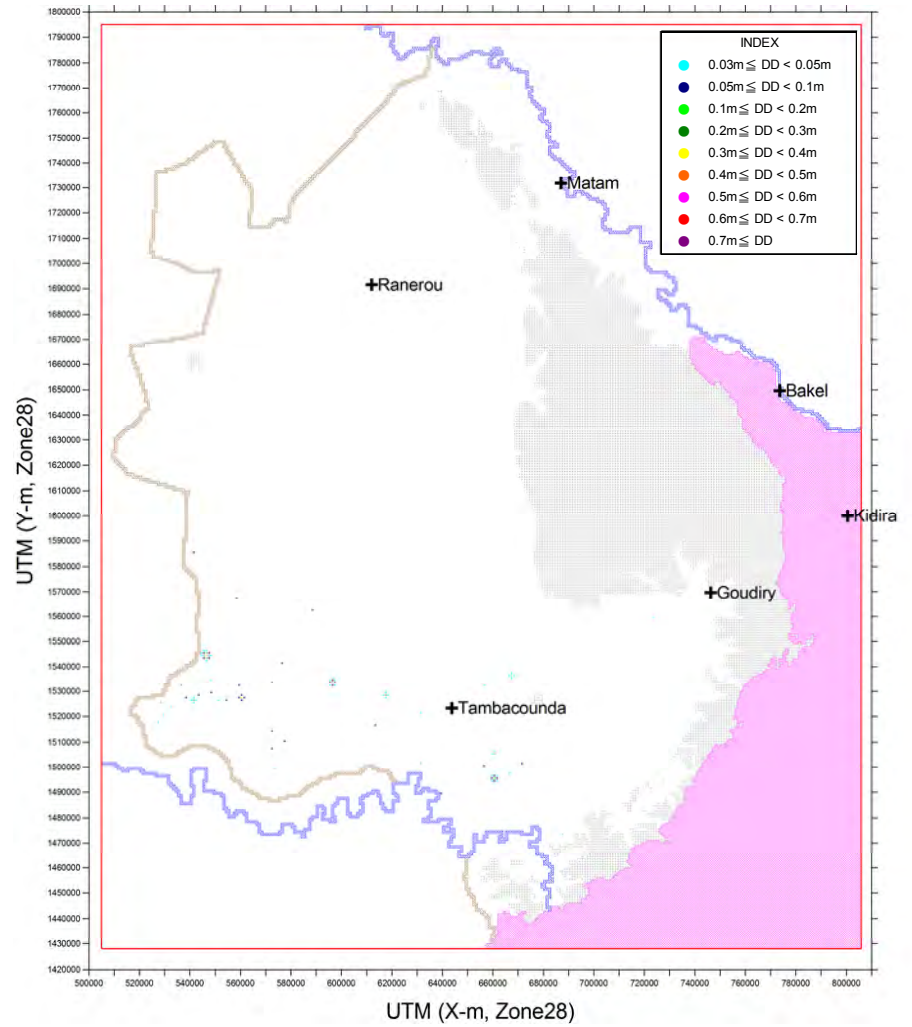 INDEX
0.03m≦ DD < 0.05m
0.05m≦ DD < 0.1m
0.1m≦ DD < 0.2m
0.2m≦ DD < 0.3m
0.3m≦ DD < 0.4m
0.4m≦ DD < 0.5m
0.5m≦ DD < 0.6m
0.6m≦ DD < 0.7m
0.7m≦ DD
1800000
1790000
1780000
1770000
1760000
1750000
1740000
1730000
1720000
1710000
1700000
1690000
1680000
1670000
1660000
1650000
1640000
1630000
1620000
1610000
1600000
1590000
1580000
1570000
1560000
1550000
1540000
1530000
1520000
1510000
1500000
1490000
1480000
1470000
1460000
1450000
1440000
1430000
1420000
UTM (Y-m, Zone28)
Matam
Ranerou
Bakel
Kidira
Goudiry
Tambacounda
500000 520000 540000 560000 580000 600000 620000 640000 660000 680000 700000 720000 740000 760000 780000 800000
UTM (X-m, Zone28)